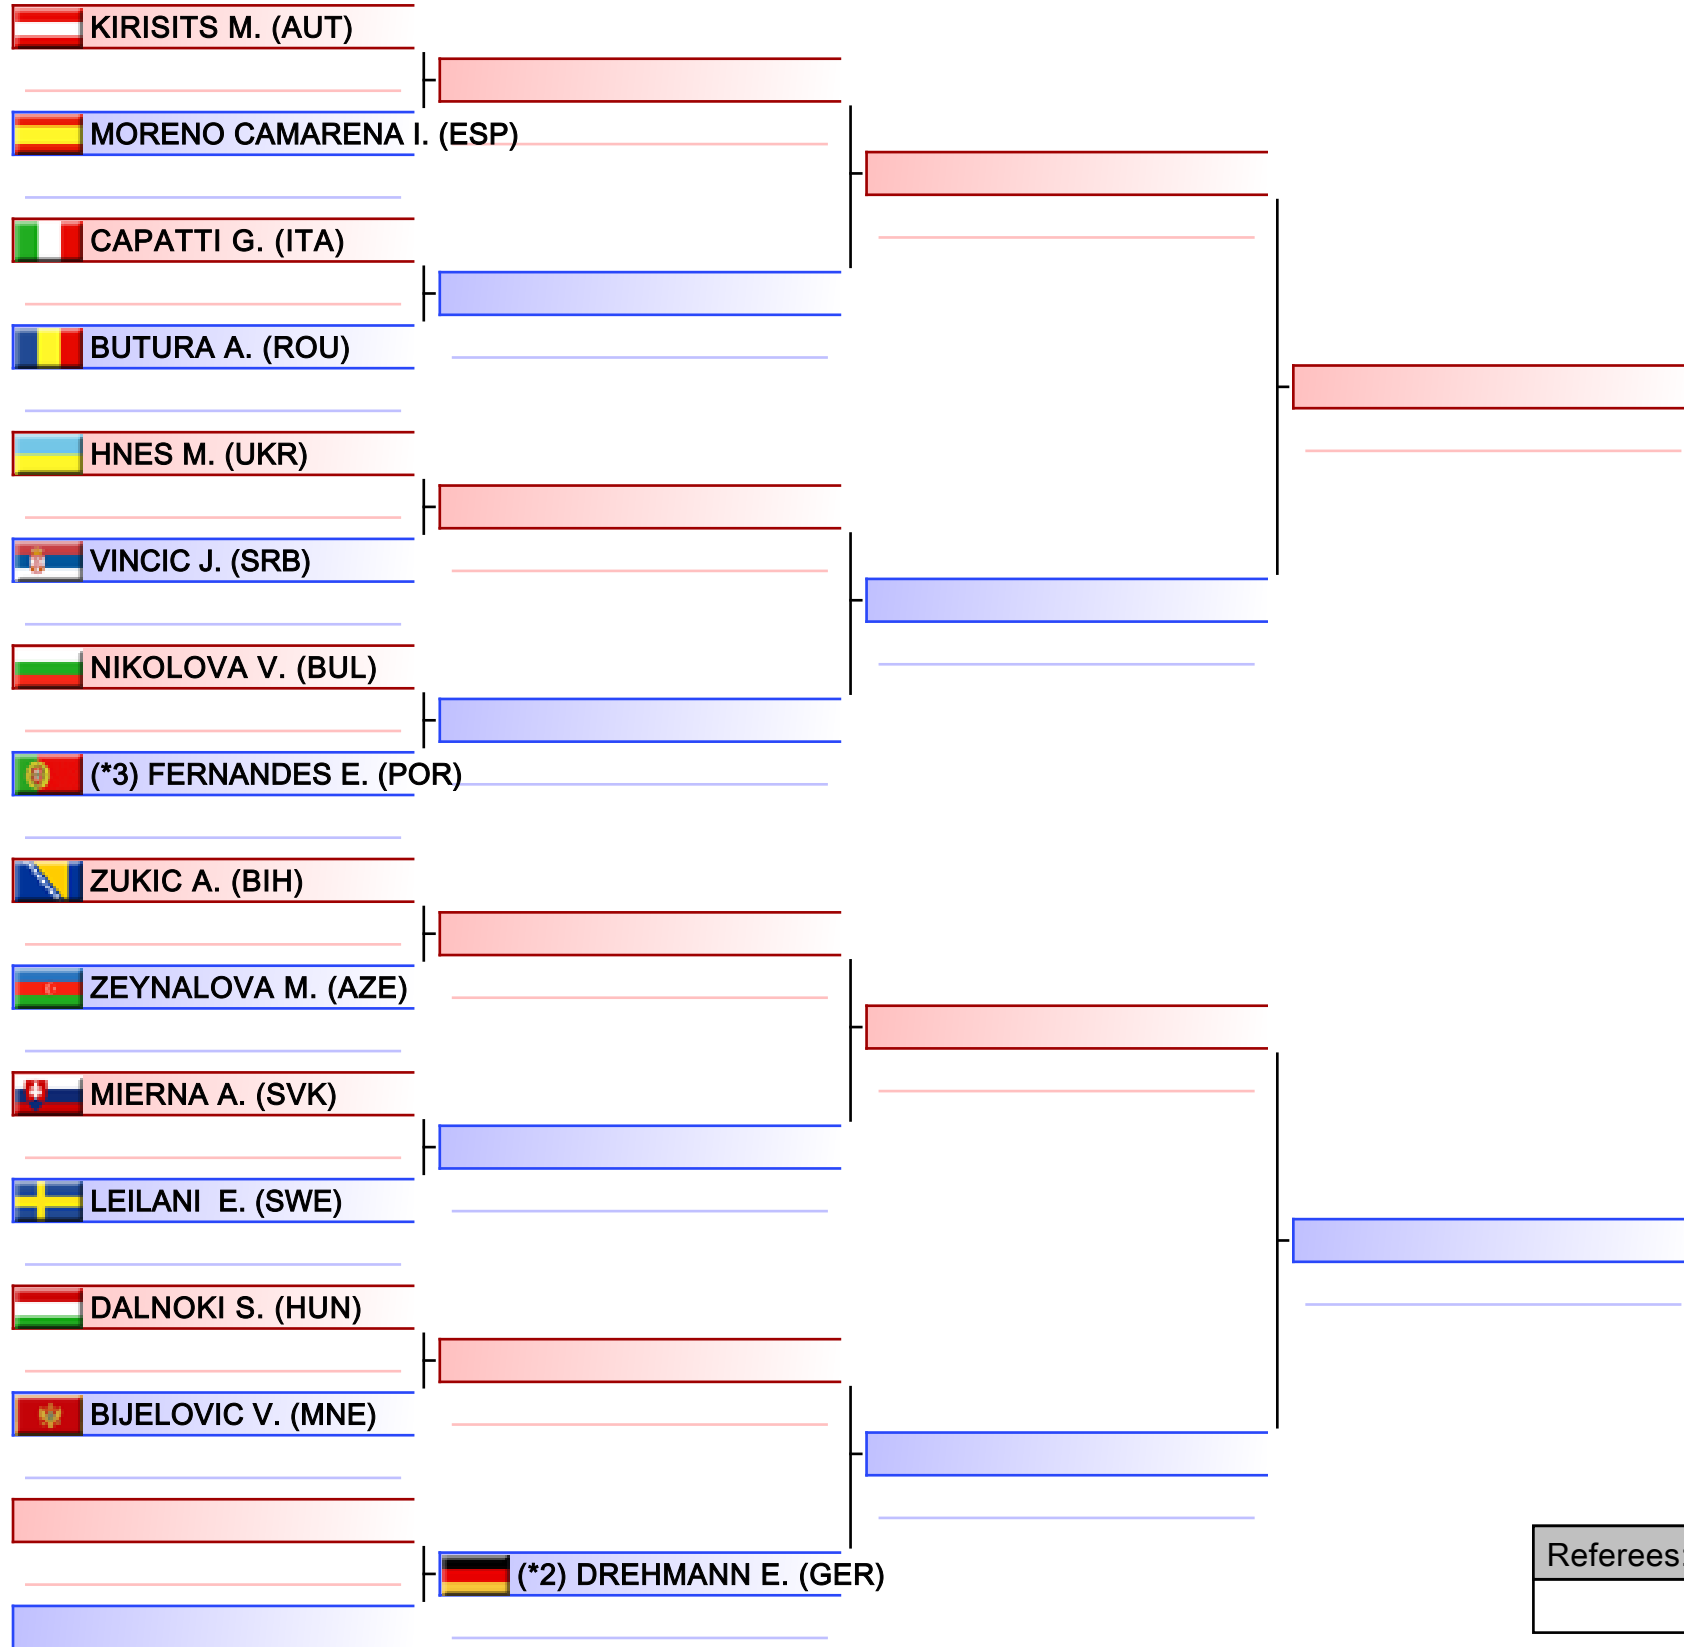 KIRISITS M. (AUT)
MORENO CAMARENA I. (ESP)
CAPATTI G. (ITA)
BUTURA A. (ROU)
HNES M. (UKR)
VINCIC J. (SRB)
NIKOLOVA V. (BUL)
(*3) FERNANDES E. (POR)
ZUKIC A. (BIH)
ZEYNALOVA M. (AZE)
MIERNA A. (SVK)
LEILANI  E. (SWE)
DALNOKI S. (HUN)
BIJELOVIC V. (MNE)
(*2) DREHMANN E. (GER)
Referees: